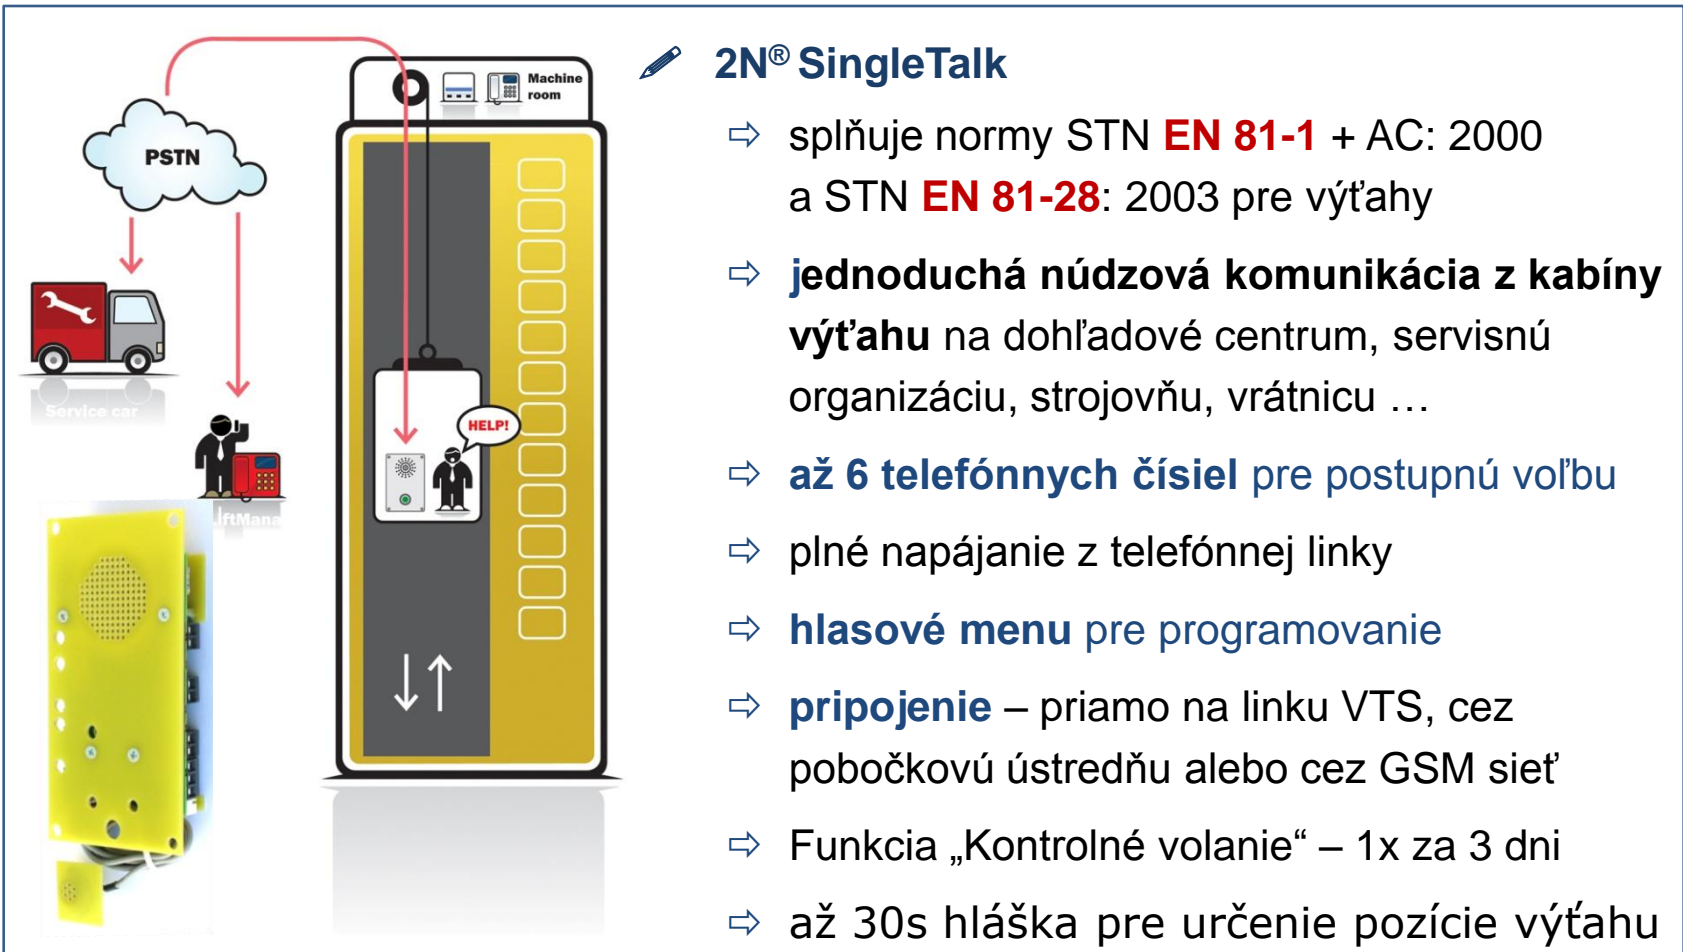 Machine
room
PSTN
HELP!
Service car
LiftMana
2N® SingleTalk
splňuje normy STN EN 81-1 + AC: 2000
a STN EN 81-28: 2003 pre výťahy
jednoduchá núdzová komunikácia z kabíny
výťahu na dohľadové centrum, servisnú
organizáciu, strojovňu, vrátnicu …
až 6 telefónnych čísiel pre postupnú voľbu
plné napájanie z telefónnej linky
hlasové menu pre programovanie
pripojenie – priamo na linku VTS, cez
pobočkovú ústredňu alebo cez GSM sieť
Funkcia „Kontrolné volanie“ – 1x za 3 dni
až 30s hláška pre určenie pozície výťahu